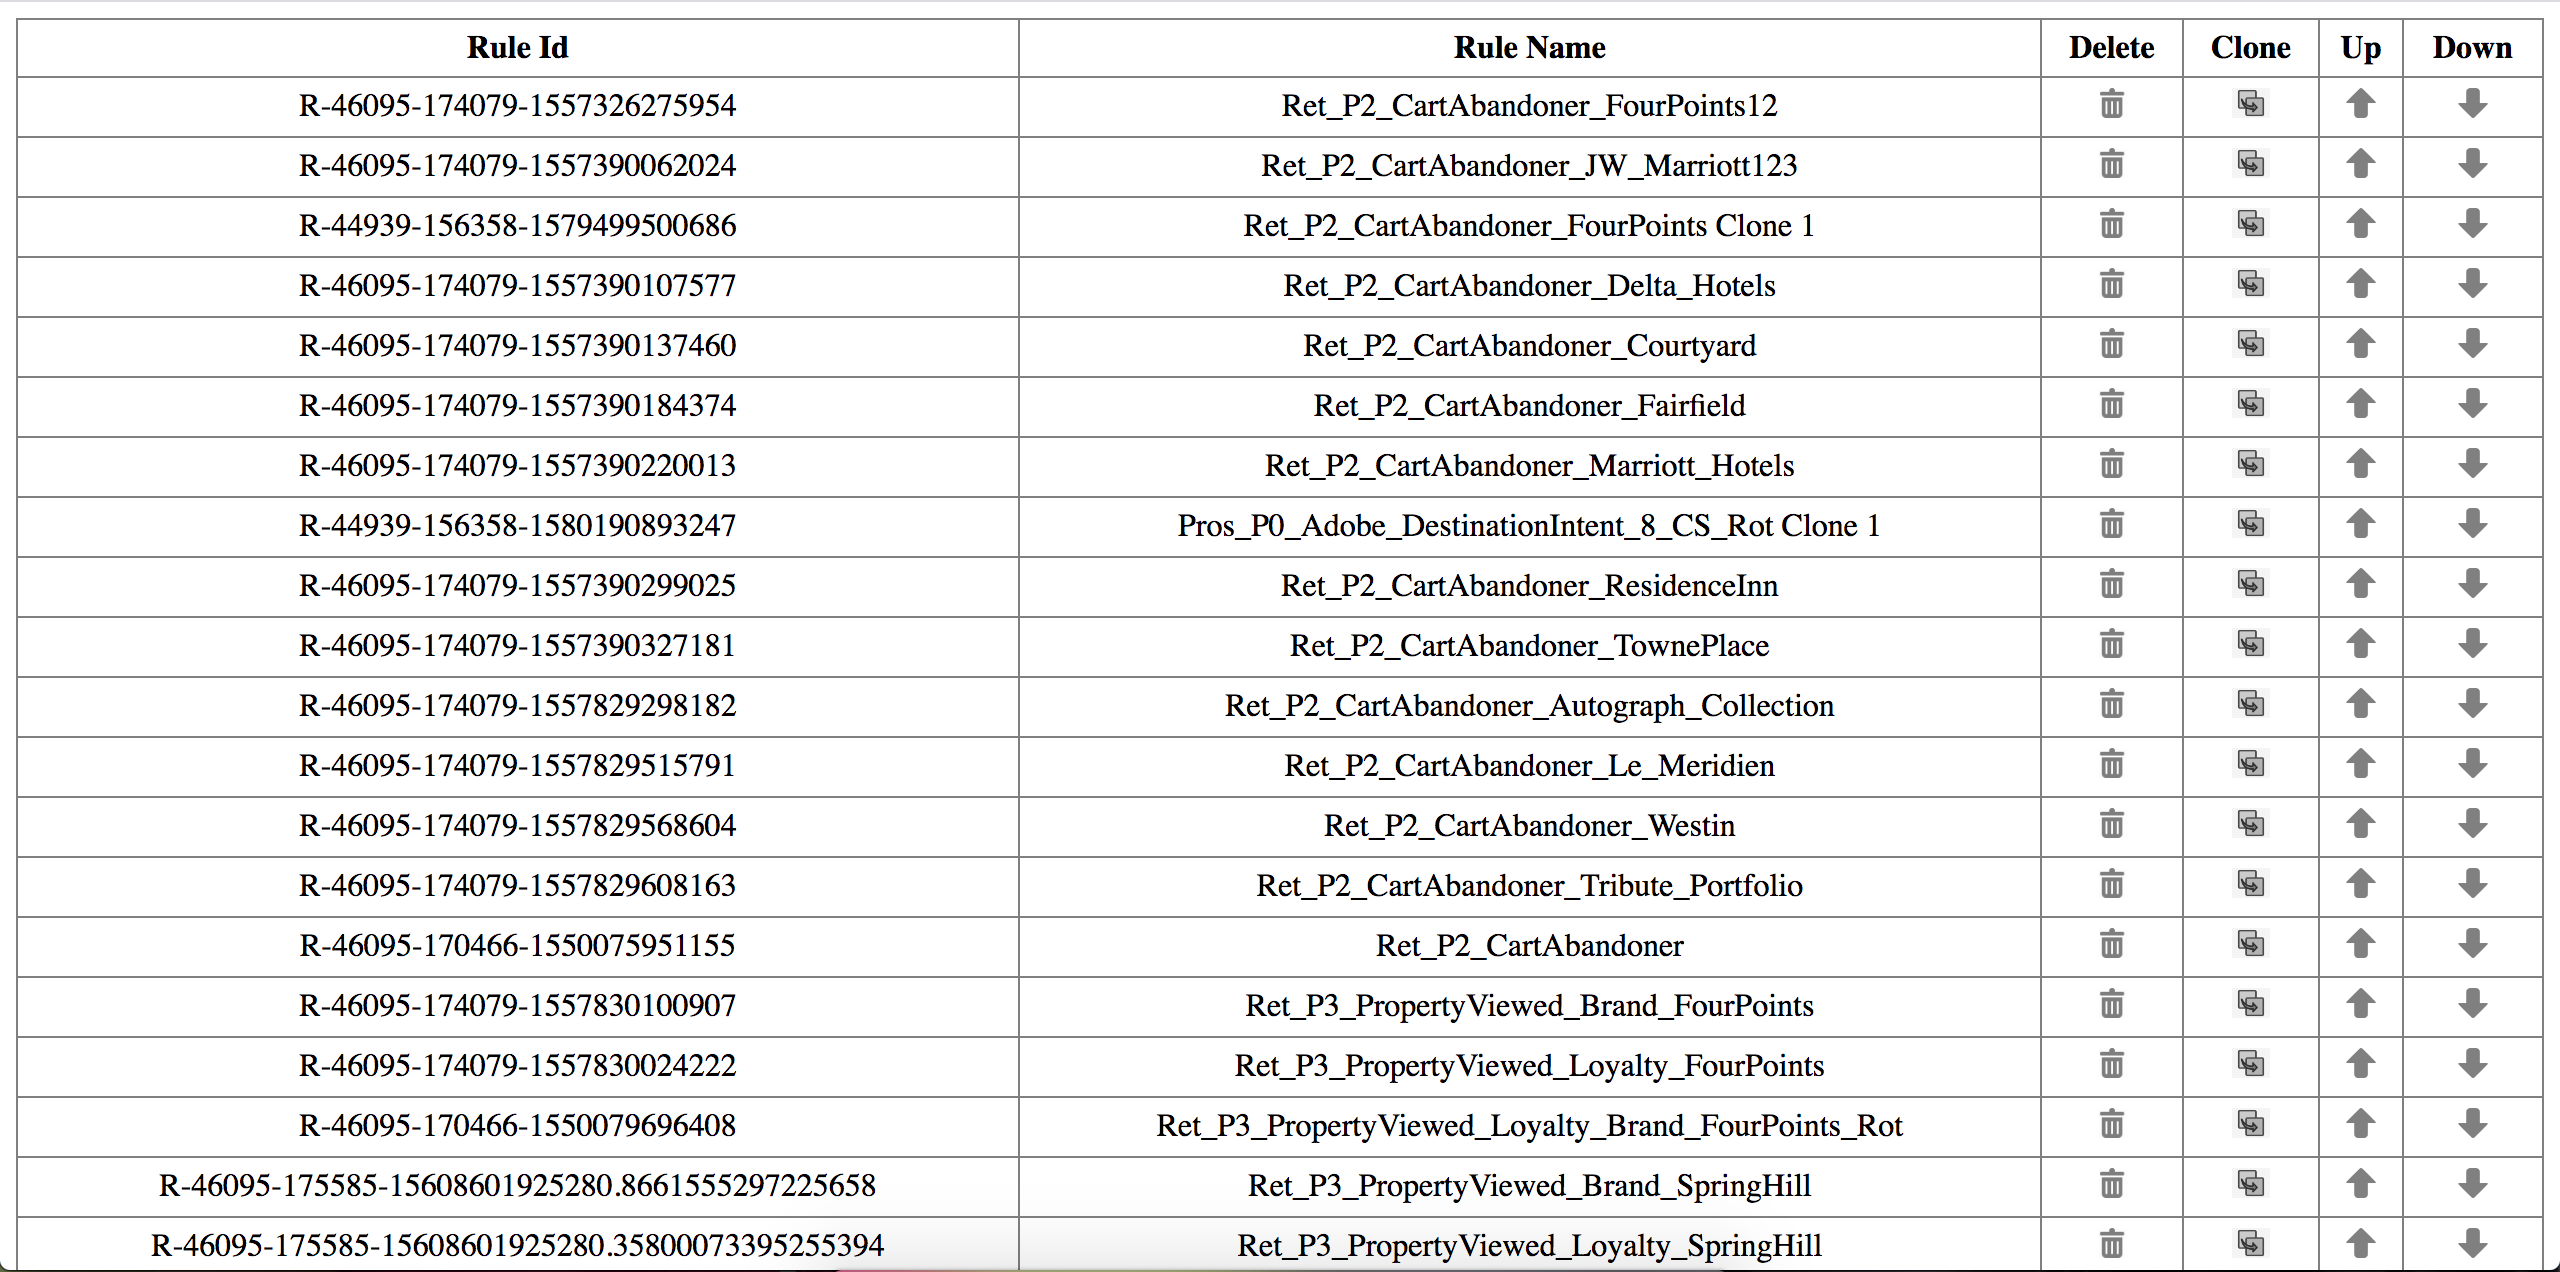 Rule Id Rule Name Delete Clone Up Down
R-46095-174079-1557326275954 Ret_P2_CartAbandoner_FourPoints12
R-46095-174079-1557390062024 Ret_P2_CartAbandoner_JW_Marriott123
R-44939-156358-1579499500686 Ret_P2_CartAbandoner_FourPoints Clone 1
R-46095-174079-1557390107577 Ret_P2_CartAbandoner_Delta_Hotels
R-46095-174079-1557390137460 Ret_P2_CartAbandoner_Courtyard
R-46095-174079-1557390184374 Ret_P2_CartAbandoner_Fairfield
R-46095-174079-1557390220013 Ret_P2_CartAbandoner_Marriott_Hotels
R-44939-156358-1580190893247 Pros_P0_Adobe_DestinationIntent_8_CS_Rot Clone 1
R-46095-174079-1557390299025 Ret_P2_CartAbandoner_ResidenceInn
R-46095-174079-1557390327181 Ret_P2_CartAbandoner_TownePlace
R-46095-174079-1557829298182 Ret_P2_CartAbandoner_Autograph_Collection
R-46095-174079-1557829515791 Ret_P2_CartAbandoner_Le_Meridien
R-46095-174079-1557829568604 Ret_P2_CartAbandoner_Westin
R-46095-174079-1557829608163 Ret_P2_CartAbandoner_Tribute_Portfolio
R-46095-170466-1550075951155 Ret_P2_CartAbandoner
R-46095-174079-1557830100907 Ret_P3_PropertyViewed_Brand_FourPoints
R-46095-174079-1557830024222 Ret_P3_PropertyViewed_Loyalty_FourPoints
R-46095-170466-1550079696408 Ret_P3_PropertyViewed_Loyalty_Brand_FourPoints_Rot
R-46095-175585-15608601925280.8661555297225658 Ret_P3_PropertyViewed_Brand_SpringHill
R-46095-175585-15608601925280.35800073395255394 Ret_P3_PropertyViewed_Loyalty_SpringHill